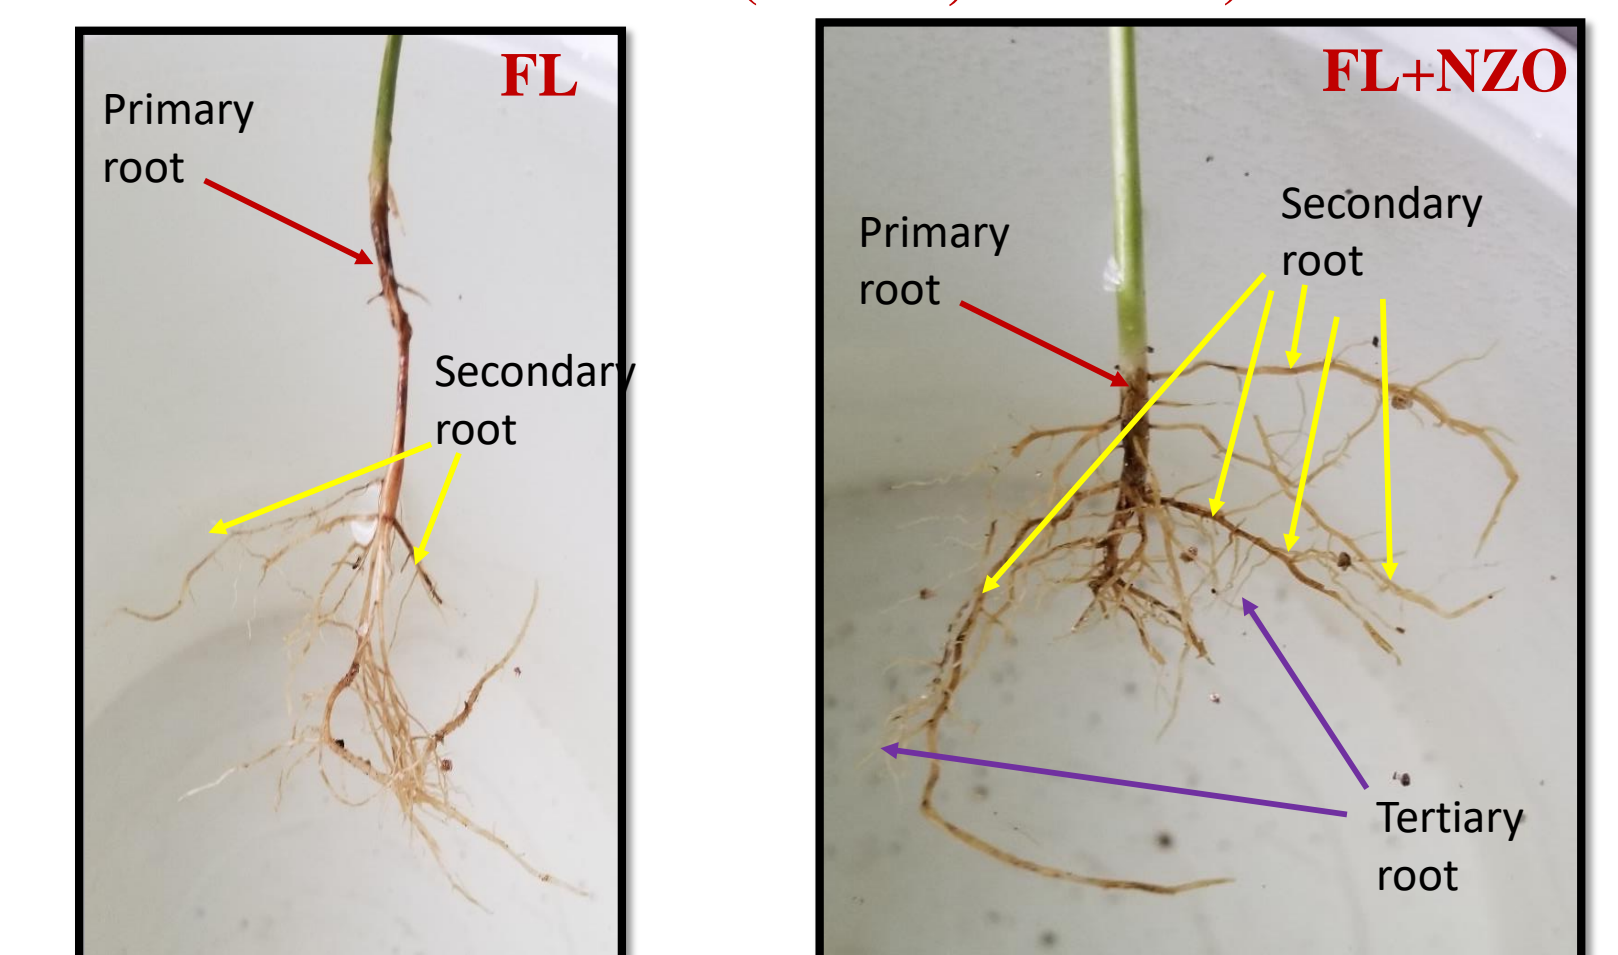 FL
Primary
root
Secondary
root
FL+NZO
Secondary
root
Primary
root
Tertiary
root